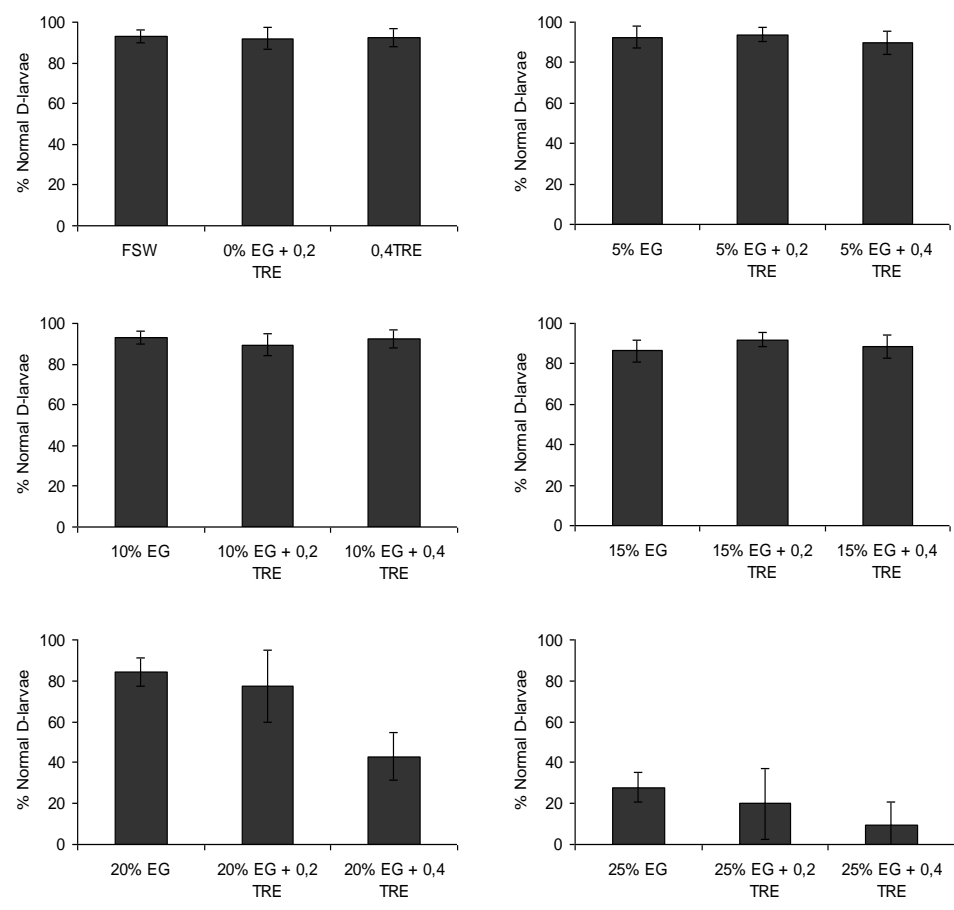 % Normal D-larvae
100
80
60
40
20
0
FSW
0% EG + 0,2
TRE
0,4TRE
% Normal D-larvae
100
80
60
40
20
0
5% EG
5% EG + 0,2
TRE
5% EG + 0,4
TRE
% Normal D-larvae
100
80
60
40
20
0
10% EG
10% EG + 0,2
TRE
10% EG + 0,4
TRE
% Normal D-larvae
100
80
60
40
20
0
15% EG
15% EG + 0,2
TRE
15% EG + 0,4
TRE
% Normal D-larvae
100
80
60
40
20
0
20% EG
20% EG + 0,2
TRE
20% EG + 0,4
TRE
% Normal D-larvae
100
80
60
40
20
0
25% EG
25% EG + 0,2
TRE
25% EG + 0,4
TRE